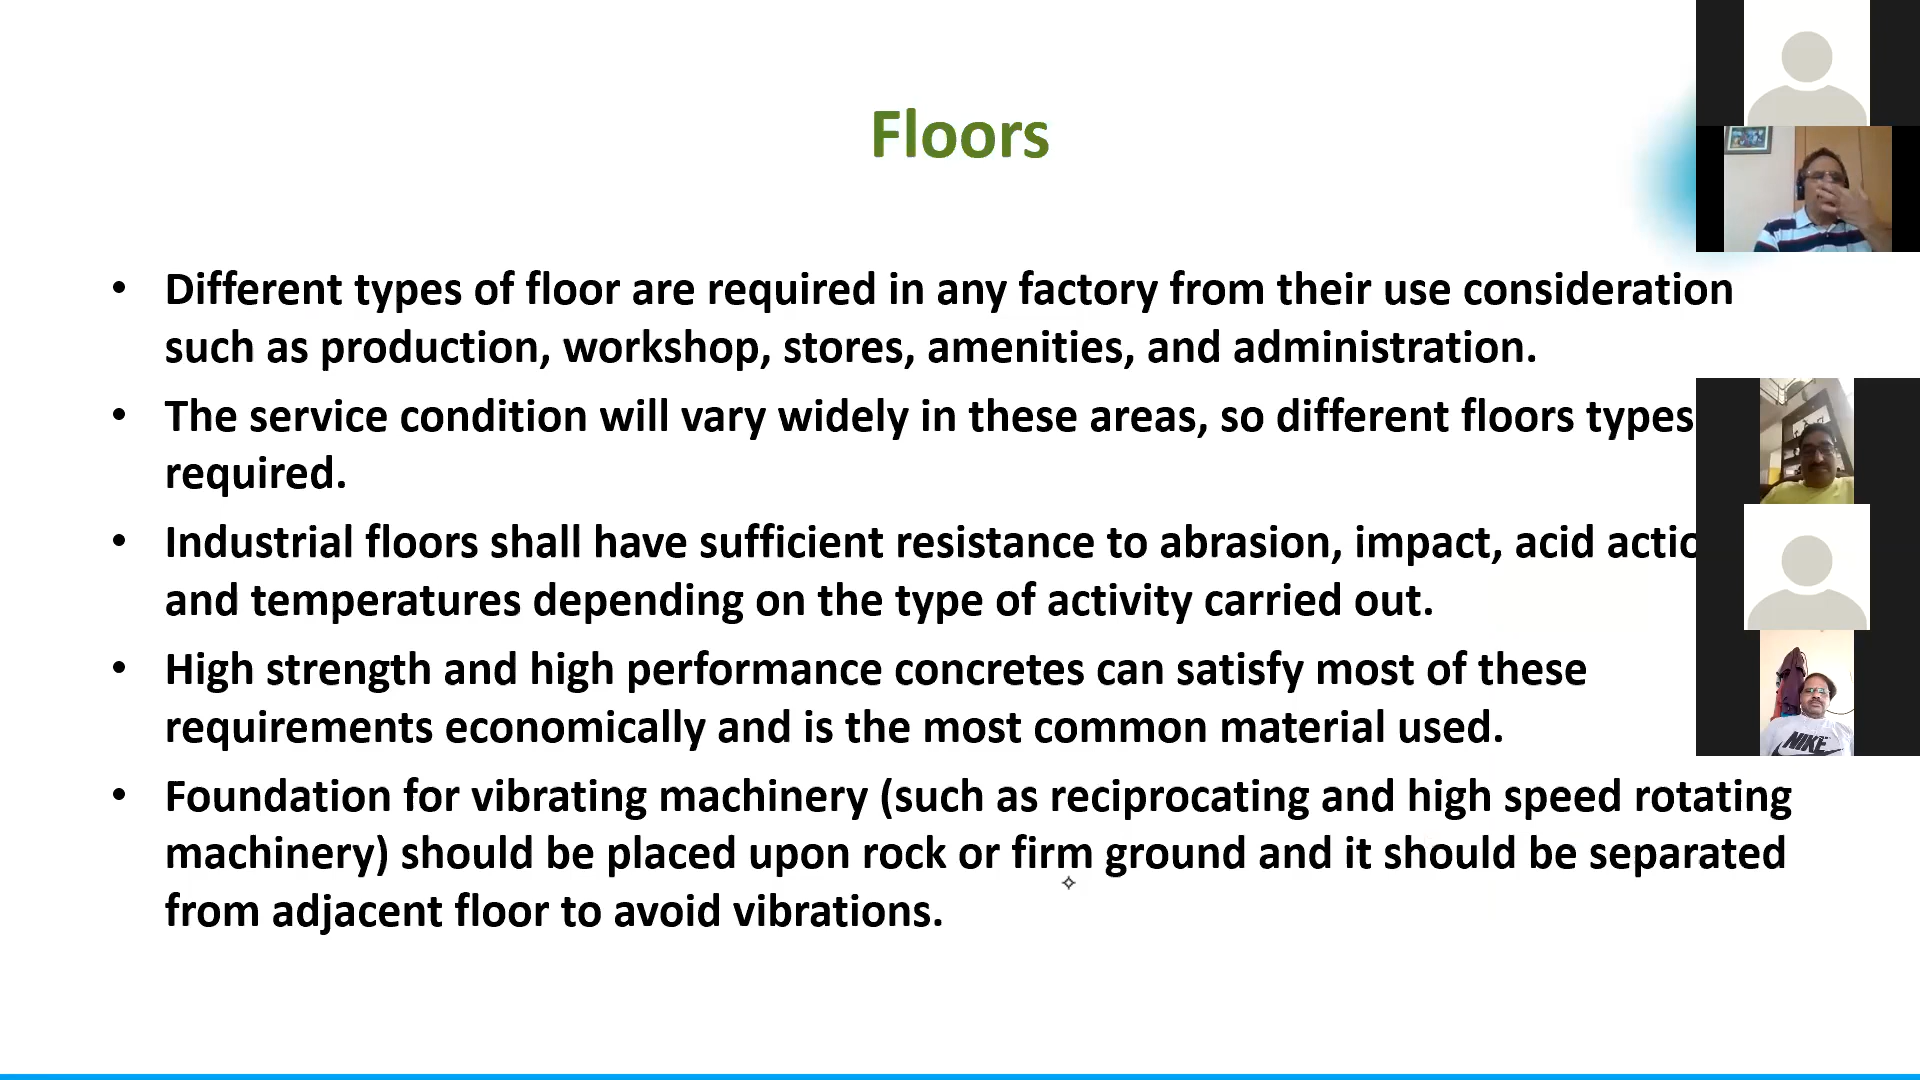 Floors
• Different types of floor are required in any factory from their use consideration
such as production, workshop, stores, amenities, and administration.
• The service condition will vary widely in these areas, so different floors types
required.
• Industrial floors shall have sufficient resistance to abrasion, impact, acid actio
and temperatures depending on the type of activity carried out.
• High strength and high performance concretes can satisfy most of these
requirements economically and is the most common material used.
• Foundation for vibrating machinery (such as reciprocating and high speed rotating
machinery) should be placed upon rock or firm ground and it should be separated
from adjacent floor to avoid vibrations.
NIKE